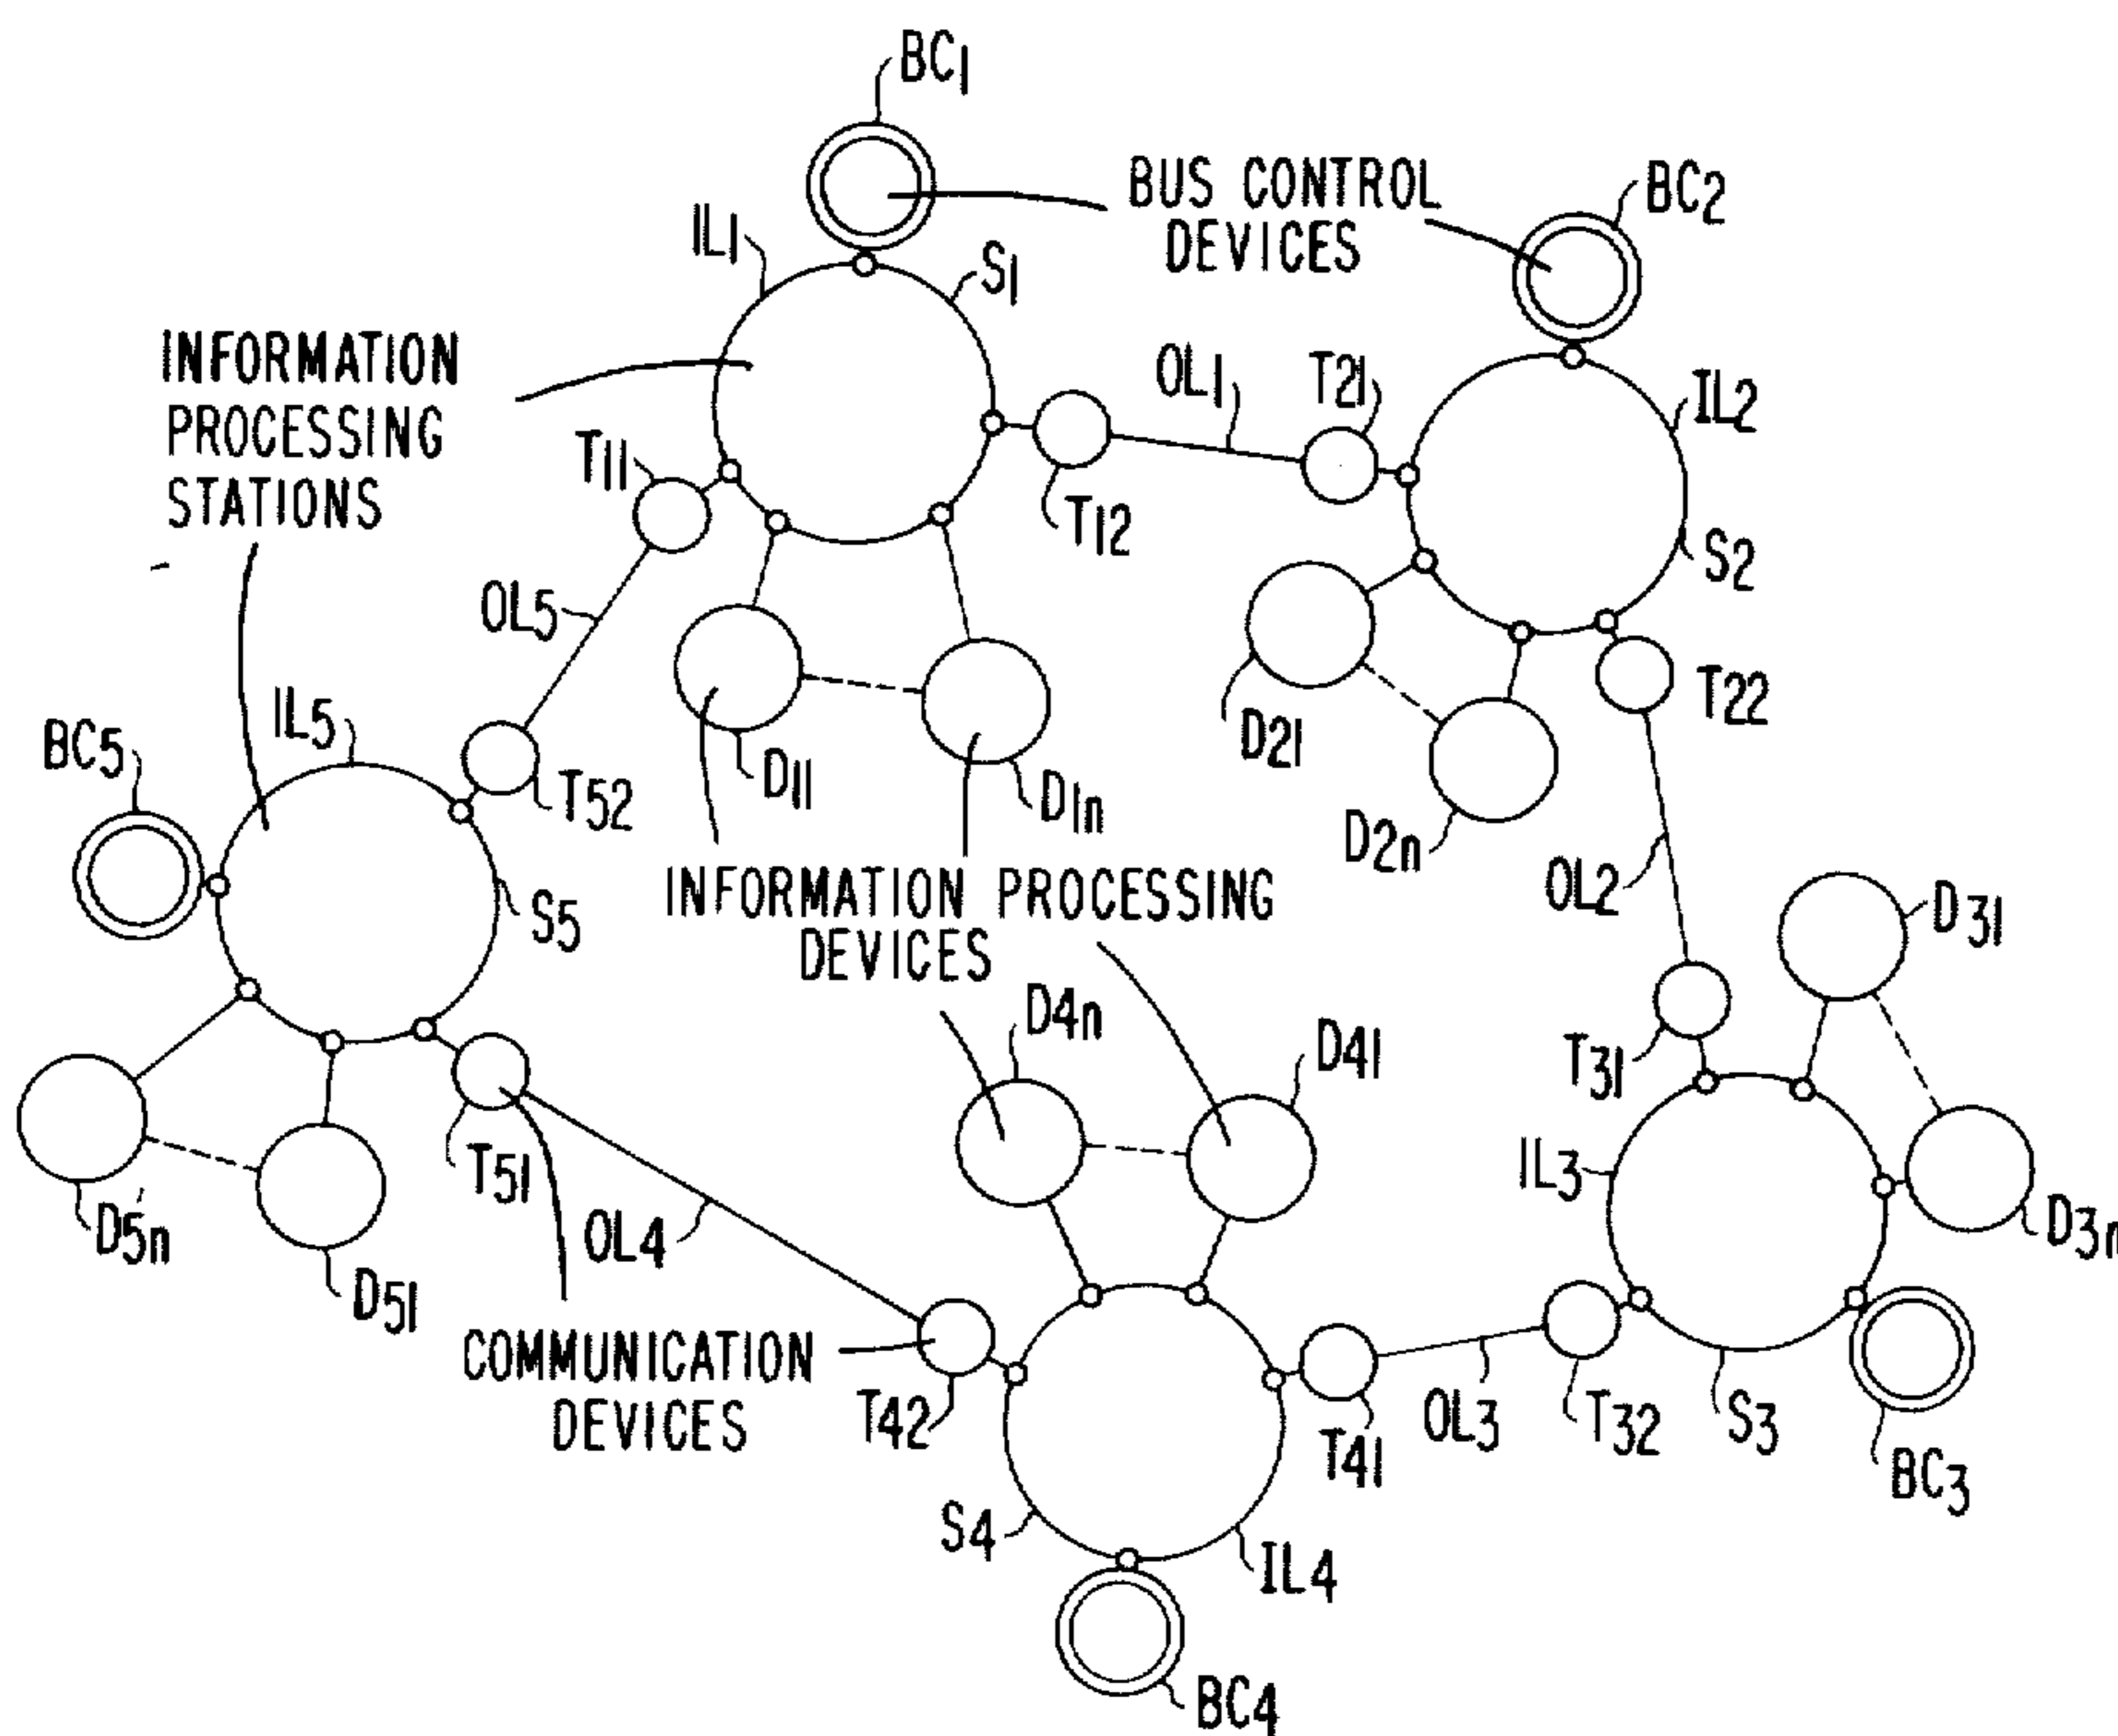 BC1
BUS CONTROL
DEVICES
BC2
IL1
S1
INFORMATION
PROCESSING
STATIONS
OL1
T21
IL2
T11
T12
S2
OL5
D11
D1n
D21
T22
D2n
IL5
BC5
T52
OL2
S5
INFORMATION PROCESSING
DEVICES
D31
D4n
D41
T31
T51
IL3
D5n
D51
OL4
D3n
COMMUNICATION
DEVICES
T42
T41
OL3
T32
S3
BC3
S4
IL4
BC4